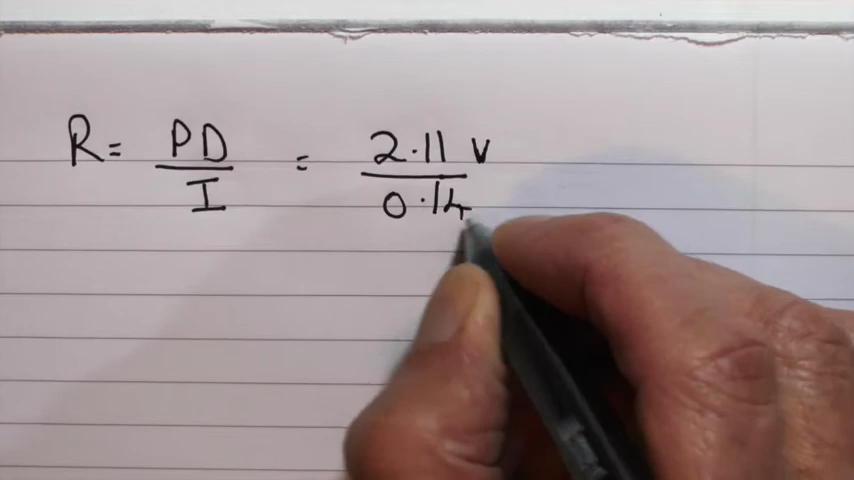 R = PD / I = 2.11 V / 0.14